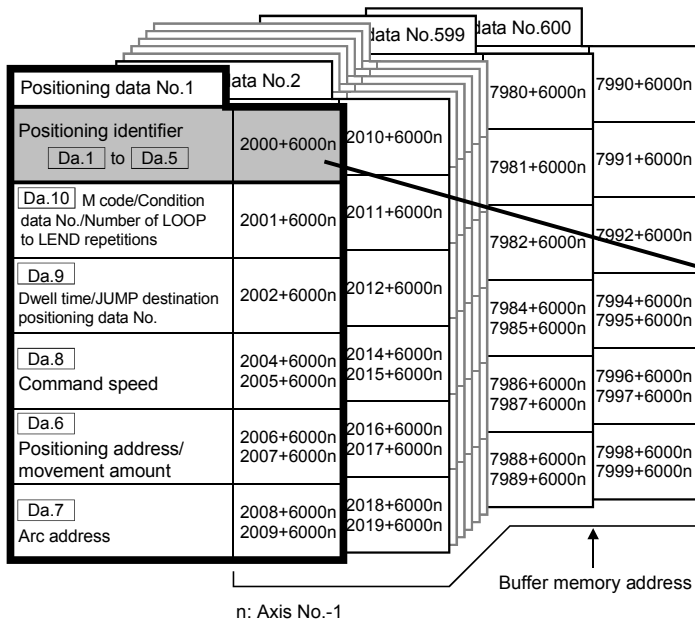 data No.600
data No.599
data No.2
Positioning data No.1
Positioning identifier
Da.1 to Da.5
2000+6000n
2010+6000n
7980+6000n
7990+6000n
Da.10 M code/Condition
data No./Number of LOOP
to LEND repetitions
2001+6000n
2011+6000n
7981+6000n
7991+6000n
Da.9
Dwell time/JUMP destination
positioning data No.
2002+6000n
2012+6000n
7982+6000n
7992+6000n
Da.8
Command speed
2004+6000n
2005+6000n
2014+6000n
2015+6000n
7984+6000n
7985+6000n
7994+6000n
7995+6000n
Da.6
Positioning address/
movement amount
2006+6000n
2007+6000n
2016+6000n
2017+6000n
7986+6000n
7987+6000n
7996+6000n
7997+6000n
Da.7
Arc address
2008+6000n
2009+6000n
2018+6000n
2019+6000n
7988+6000n
7989+6000n
7998+6000n
7999+6000n
Buffer memory address
n: Axis No.-1